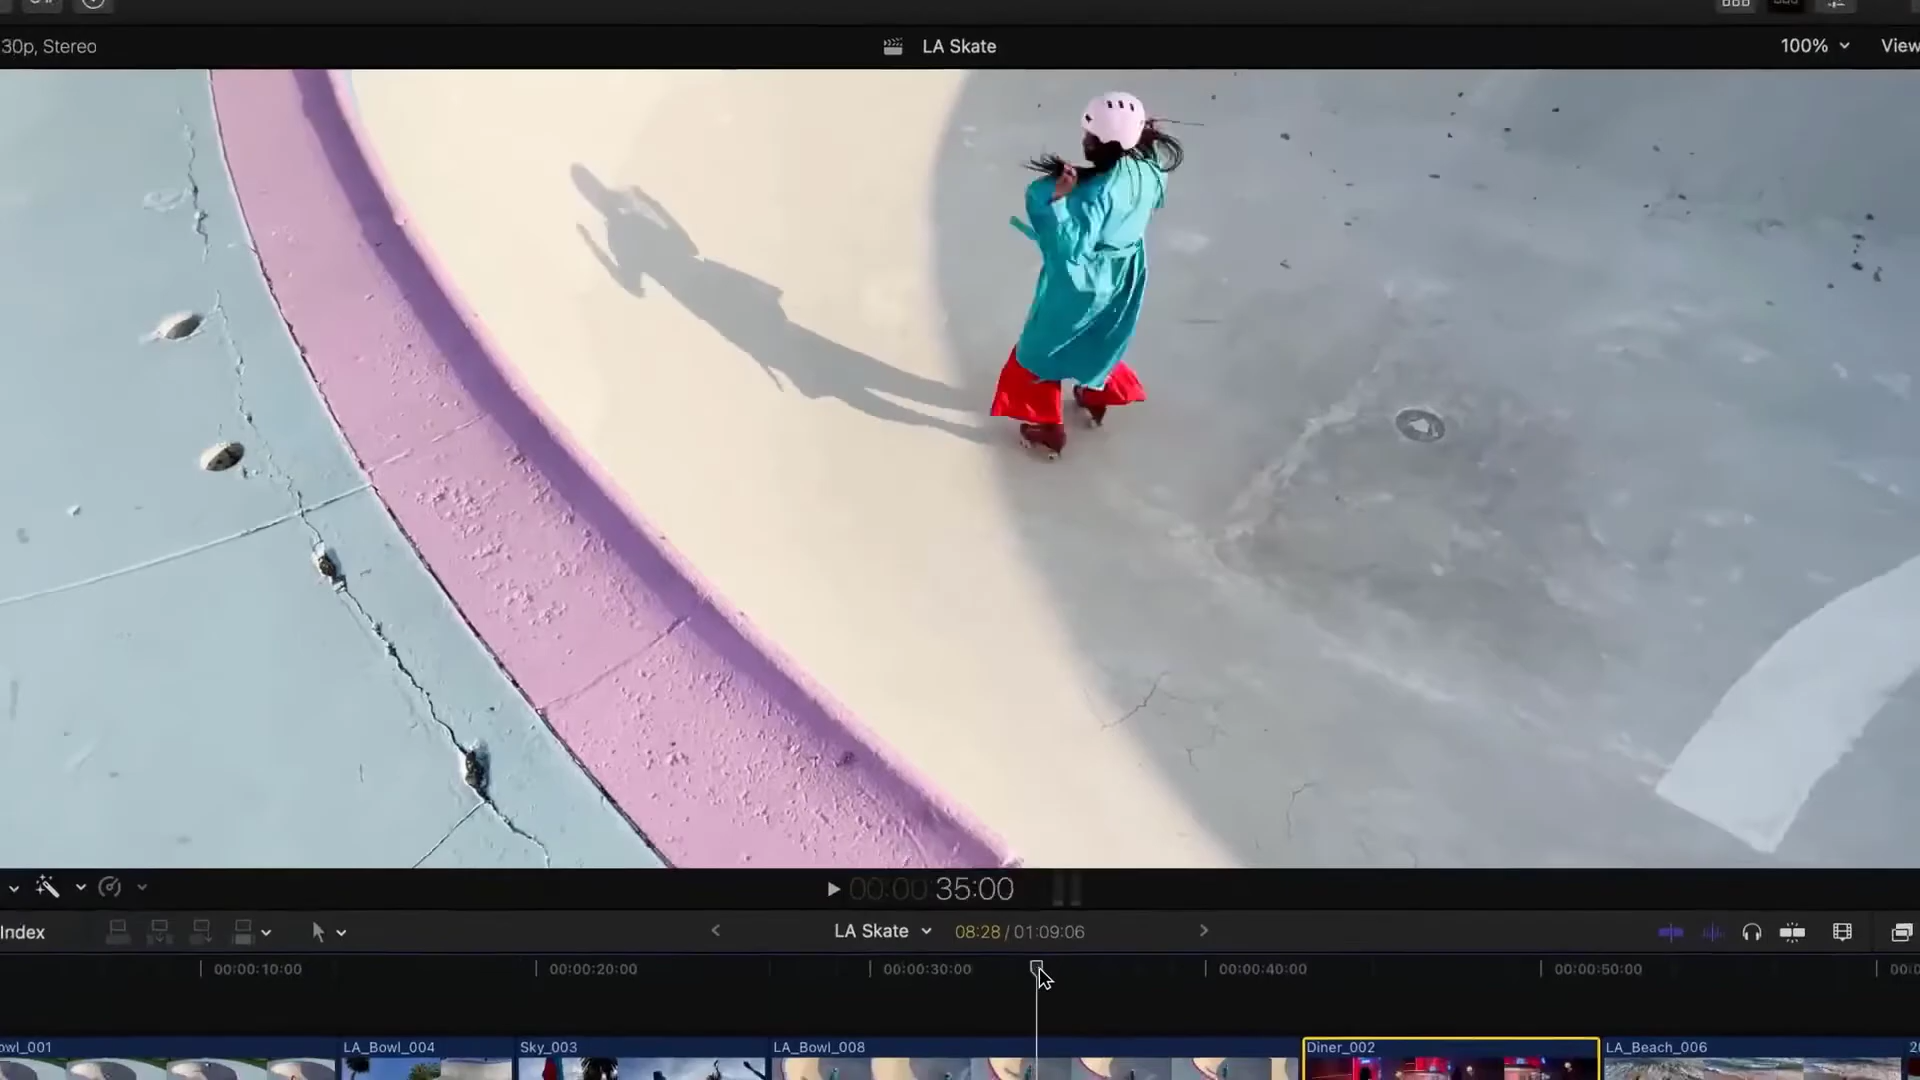 30p, Stereo
LA Skate
100%
View
00:00:35:00
Index
LA Skate
08:28 / 01:09:06
00:00:10:00
00:00:20:00
00:00:30:00
00:00:40:00
00:00:50:00
00:0
owl_001
LA_Bowl_004
Sky_003
LA_Bowl_008
Diner_002
LA_Beach_006
20